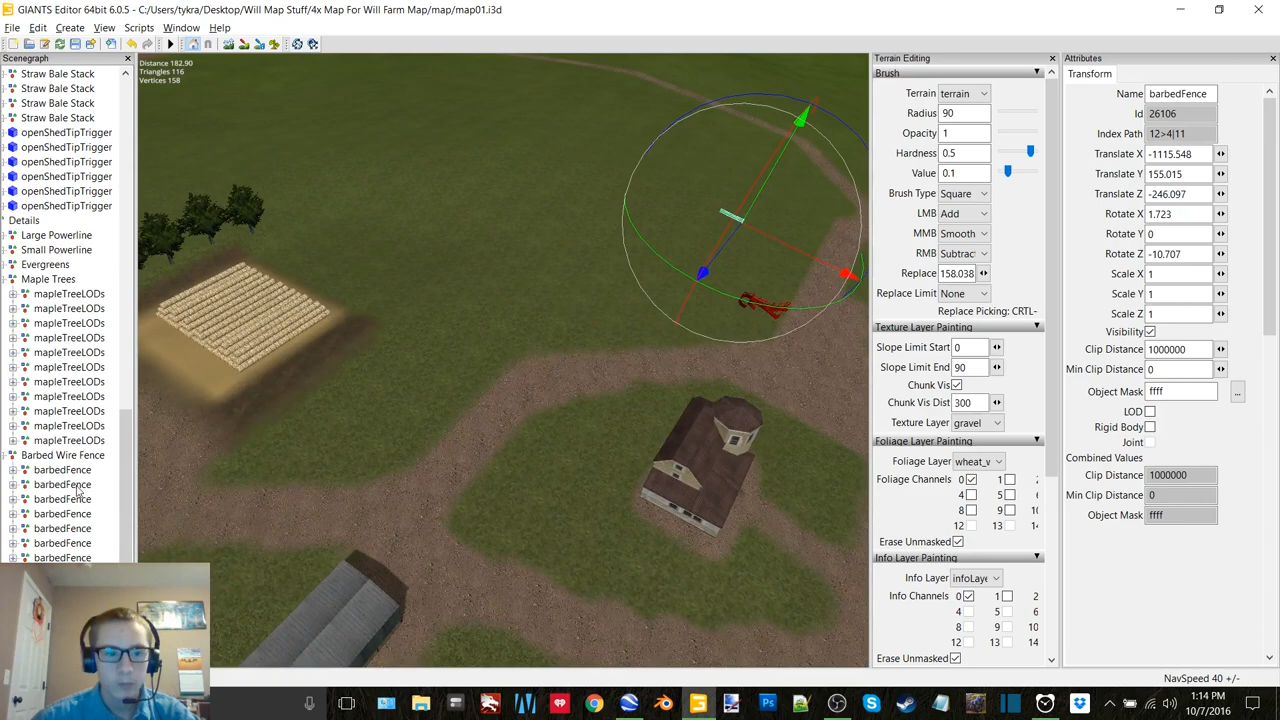 GIANTS Editor 64bit 6.0.5 - C:/Users/tykra/Desktop/Will Map Stuff/4x Map For Will Farm Map/map/map01.i3d
File Edit Create View Scripts Window Help
Scenegraph
Straw Bale Stack
Straw Bale Stack
Straw Bale Stack
Straw Bale Stack
openShedTipTrigger
openShedTipTrigger
openShedTipTrigger
openShedTipTrigger
openShedTipTrigger
openShedTipTrigger
Details
Large Powerline
Small Powerline
Evergreens
Maple Trees
mapleTreeLODs
mapleTreeLODs
mapleTreeLODs
mapleTreeLODs
mapleTreeLODs
mapleTreeLODs
mapleTreeLODs
mapleTreeLODs
mapleTreeLODs
mapleTreeLODs
mapleTreeLODs
Barbed Wire Fence
barbedFence
barbedFence
barbedFence
barbedFence
barbedFence
barbedFence
barbedFence
Distance 182.90
Triangles 116
Vertices 158
Terrain Editing
Brush
Terrain terrain
Radius 90
Opacity 1
Hardness 0.5
Value 0.1
Brush Type Square
LMB Add
MMB Smooth
RMB Subtract
Replace 158.038
Replace Limit None
Replace Picking: CRTL-
Texture Layer Painting
Slope Limit Start 0
Slope Limit End 90
Chunk Vis
Chunk Vis Dist 300
Texture Layer gravel
Foliage Layer Painting
Foliage Layer wheat_v
Foliage Channels 0 1 2
4 5 6
8 9 10
12 13 14
Erase Unmasked
Info Layer Painting
Info Layer infoLaye
Info Channels 0 1 2
4 5 6
8 9 10
12 13 14
Erase Unmasked
Attributes
Transform
Name barbedFence
Id 26106
Index Path 12>4|11
Translate X -1115.548
Translate Y 155.015
Translate Z -246.097
Rotate X 1.723
Rotate Y 0
Rotate Z -10.707
Scale X 1
Scale Y 1
Scale Z 1
Visibility
Clip Distance 1000000
Min Clip Distance 0
Object Mask ffff ...
LOD
Rigid Body
Joint
Combined Values
Clip Distance 1000000
Min Clip Distance 0
Object Mask ffff
NavSpeed 40 +/-
1:14 PM
10/7/2016